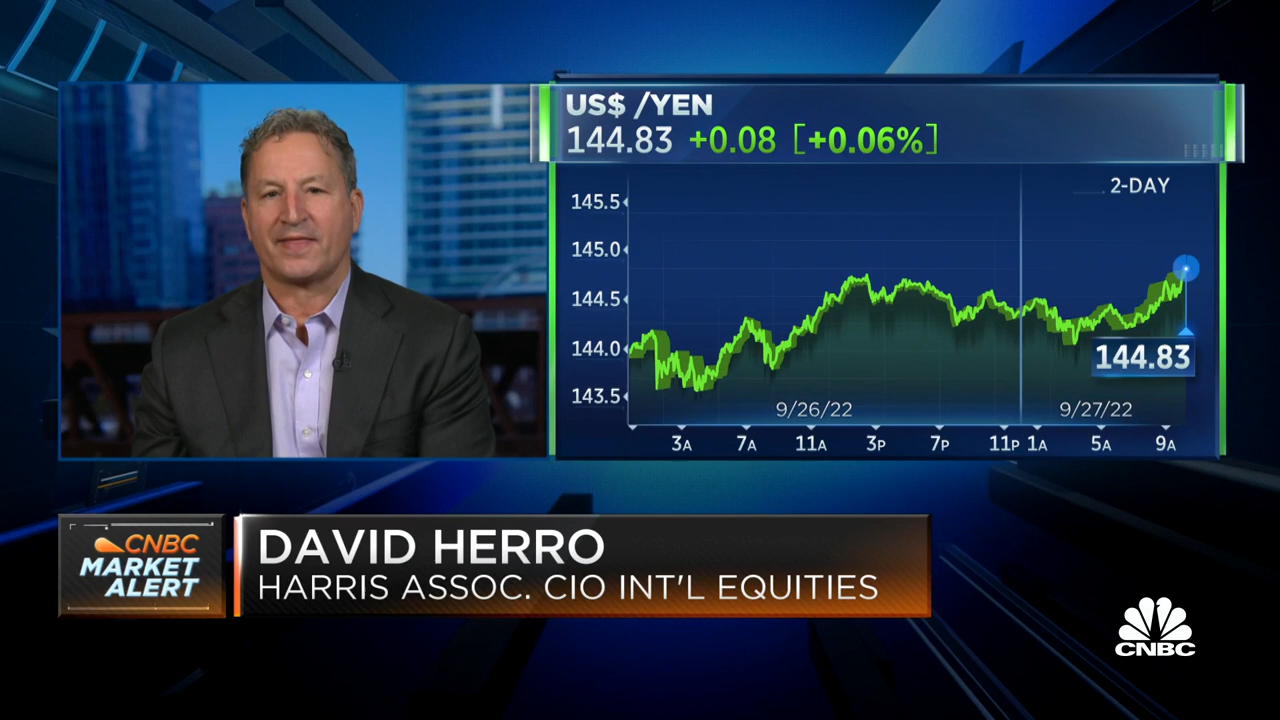 US$ /YEN
144.83 +0.08 [+0.06%]
2-DAY
145.5
145.0
144.5
144.0
143.5
144.83
9/26/22 9/27/22
3A 7A 11A 3P 7P 11P 1A 5A 9A
CNBC
MARKET
ALERT
DAVID HERRO
HARRIS ASSOC. CIO INT'L EQUITIES
CNBC